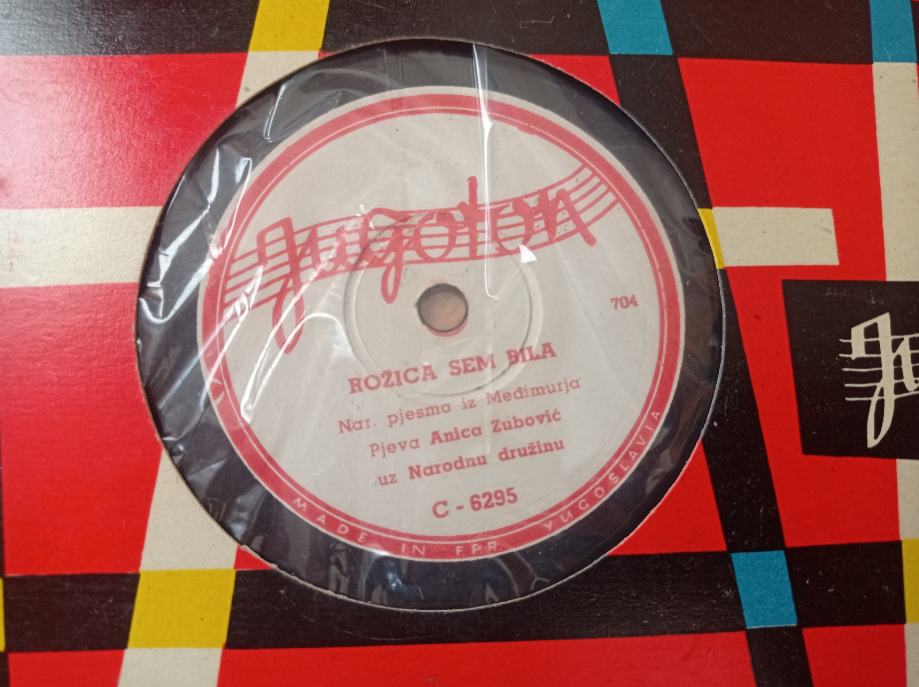 Jugoton
704
ROŽICA SEM BILA
Nar. pjesma iz Međimurja
Pjeva Anica Zubović
uz Narodnu družinu
C - 6295
MADE IN F.P.R. YUGOSLAVIA
A